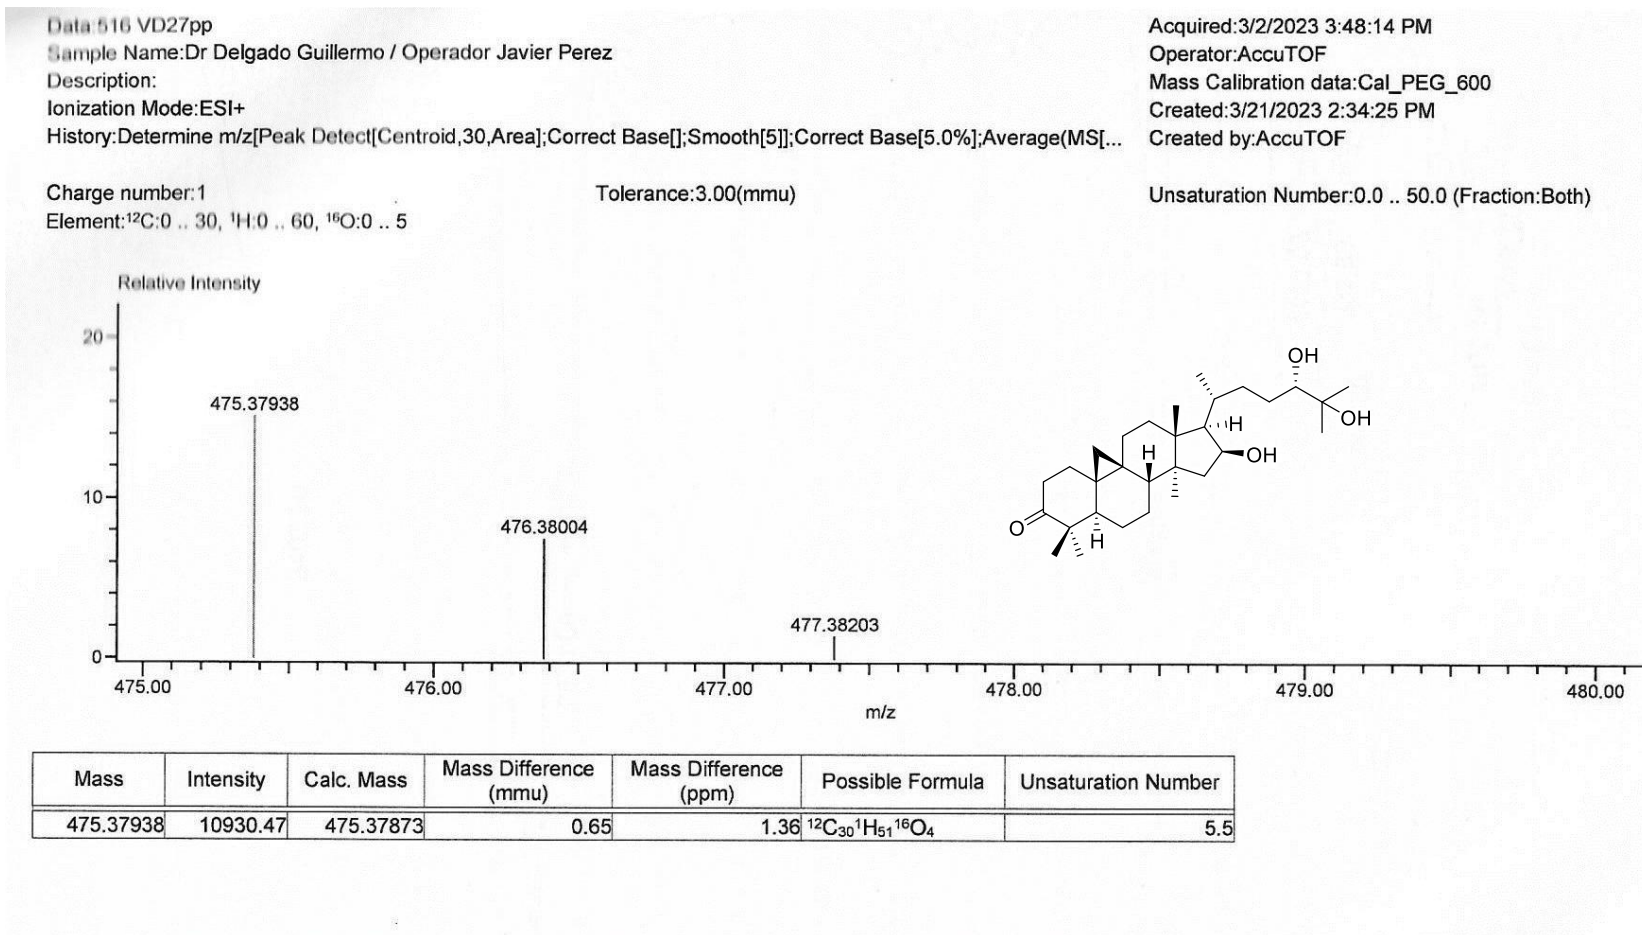 Data:516 VD27pp
Sample Name:Dr Delgado Guillermo / Operador Javier Perez
Description:
Ionization Mode:ESI+
History:Determine m/z[Peak Detect[Centroid,30,Area];Correct Base[];Smooth[5]];Correct Base[5.0%];Average(MS[...
Acquired:3/2/2023 3:48:14 PM
Operator:AccuTOF
Mass Calibration data:Cal_PEG_600
Created:3/21/2023 2:34:25 PM
Created by:AccuTOF
Charge number:1
Tolerance:3.00(mmu)
Unsaturation Number:0.0 .. 50.0 (Fraction:Both)
Element:¹²C:0 .. 30, ¹H:0 .. 60, ¹⁶O:0 .. 5
Relative Intensity
20
10
0
475.37938
476.38004
477.38203
OH
OH
H
H
OH
O
H
475.00 476.00 477.00 478.00 479.00 480.00
m/z
Mass Intensity Calc. Mass Mass Difference (mmu) Mass Difference (ppm) Possible Formula Unsaturation Number
475.37938 10930.47 475.37873 0.65 1.36 ¹²C₃₀¹H₅₁¹⁶O₄ 5.5